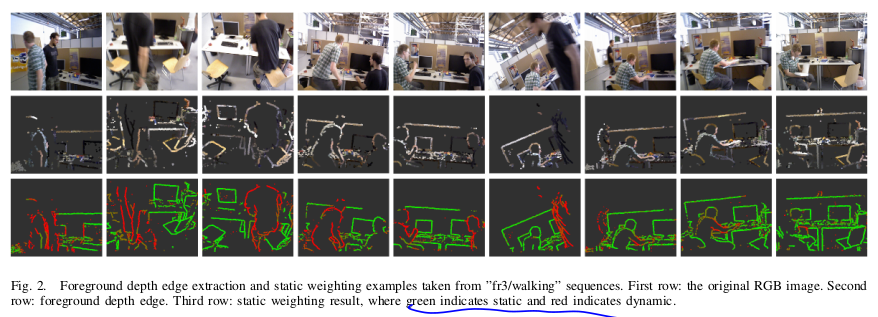 Fig. 2. Foreground depth edge extraction and static weighting examples taken from ”fr3/walking” sequences. First row: the original RGB image. Second
row: foreground depth edge. Third row: static weighting result, where green indicates static and red indicates dynamic.